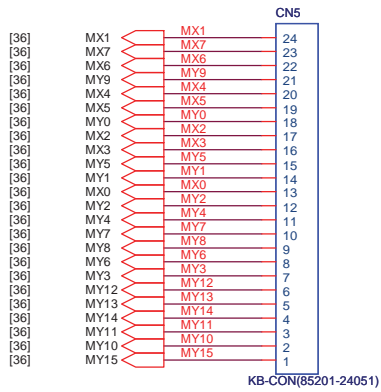 CN5
[36] MX1 MX1 24
[36] MX7 MX7 23
[36] MX6 MX6 22
[36] MY9 MY9 21
[36] MX4 MX4 20
[36] MX5 MX5 19
[36] MY0 MY0 18
[36] MX2 MX2 17
[36] MX3 MX3 16
[36] MY5 MY5 15
[36] MY1 MY1 14
[36] MX0 MX0 13
[36] MY2 MY2 12
[36] MY4 MY4 11
[36] MY7 MY7 10
[36] MY8 MY8 9
[36] MY6 MY6 8
[36] MY3 MY3 7
[36] MY12 MY12 6
[36] MY13 MY13 5
[36] MY14 MY14 4
[36] MY11 MY11 3
[36] MY10 MY10 2
[36] MY15 MY15 1
KB-CON(85201-24051)